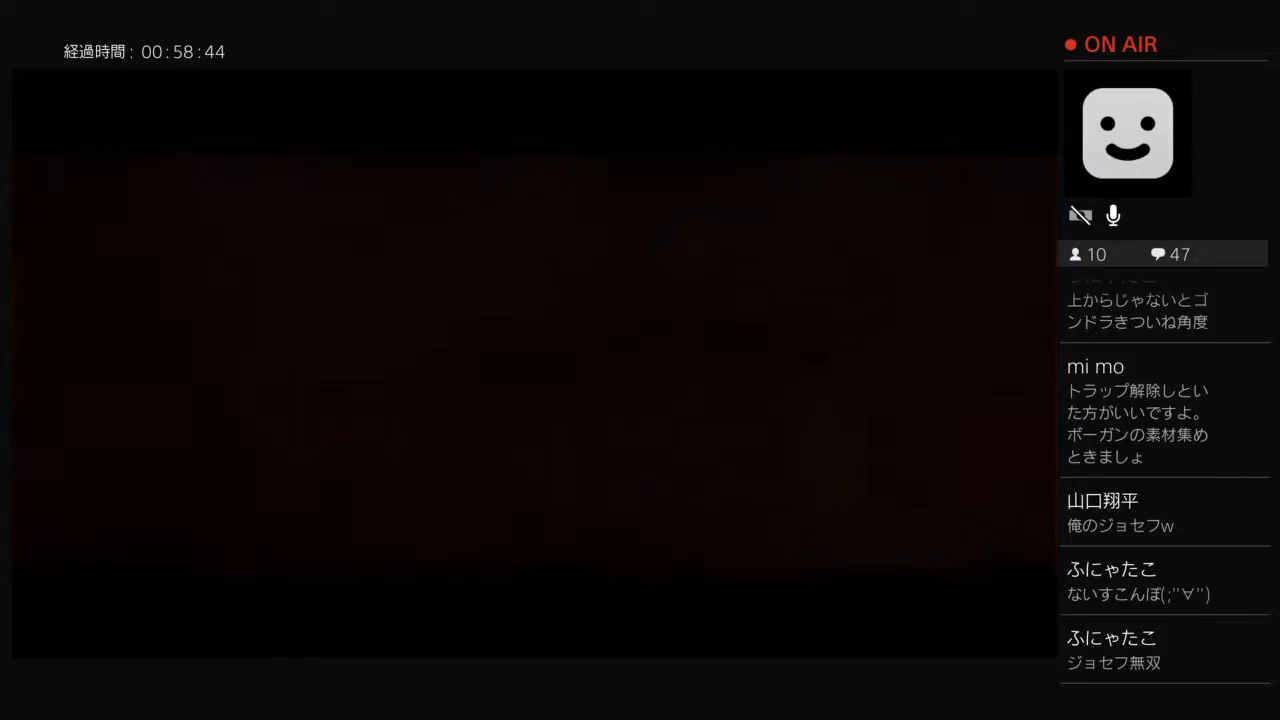 経過時間: 00:58:44
ON AIR
10 47
上からじゃないとゴ
ンドラきついね角度
mi mo
トラップ解除しとい
た方がいいですよ。
ボーガンの素材集め
ときましょ
山口翔平
俺のジョセフw
ふにゃたこ
ないすこんぼ(;''∀'')
ふにゃたこ
ジョセフ無双